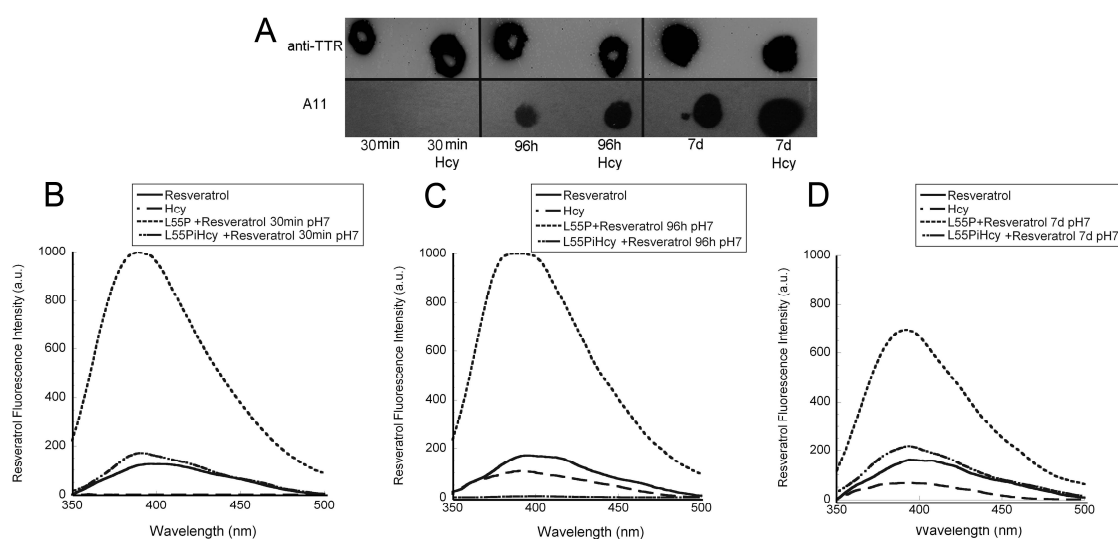 A
anti-TTR
A11
30min
30min
Hcy
96h
96h
Hcy
7d
7d
Hcy
B
Resveratrol
Hcy
L55P +Resveratrol 30min pH7
L55PiHcy +Resveratrol 30min pH7
Resveratrol Fluorescence Intensity (a.u.)
1000
800
600
400
200
0
350
400
450
500
Wavelength (nm)
C
Resveratrol
Hcy
L55P+Resveratrol 96h pH7
L55PiHcy +Resveratrol 96h pH7
Resveratrol Fluorescence Intensity (a.u.)
1000
800
600
400
200
0
350
400
450
500
Wavelength (nm)
D
Resveratrol
Hcy
L55P+Resveratrol 7d pH7
L55PiHcy +Resveratrol 7d pH7
Resveratrol Fluorescence Intensity (a.u.)
1000
800
600
400
200
0
350
400
450
500
Wavelength (nm)